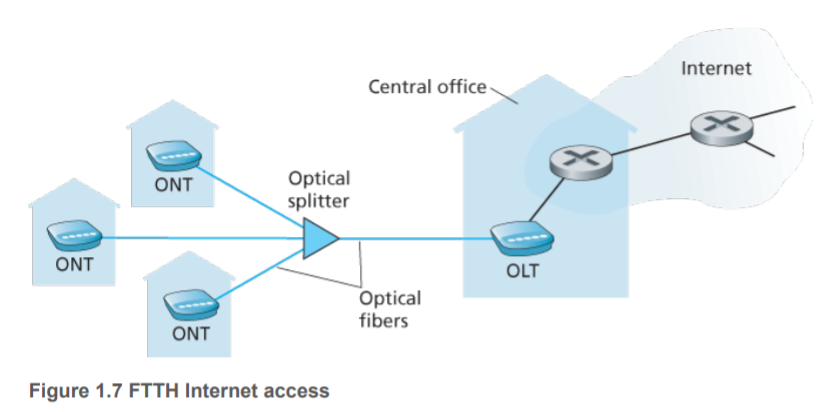 Internet
Central office
ONT
Optical
splitter
ONT
OLT
Optical
fibers
ONT
Figure 1.7 FTTH Internet access